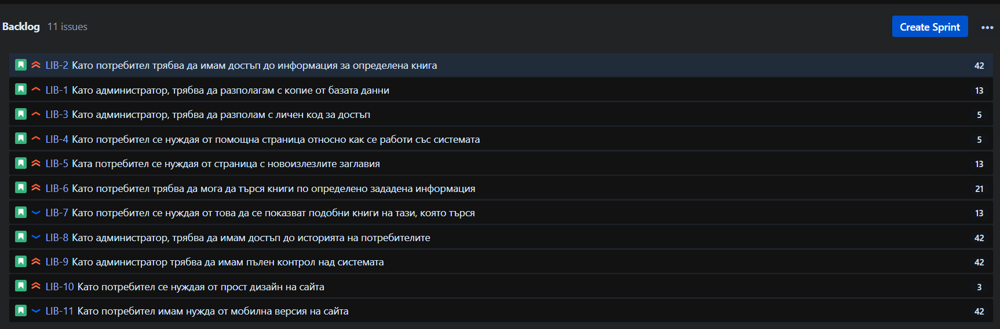 Backlog 11 issues Create Sprint
LIB-2 Като потребител трябва да имам достъп до информация за определена книга 42
LIB-1 Като администратор, трябва да разполагам с копие от базата данни 13
LIB-3 Като администратор, трябва да разполам с личен код за достъп 5
LIB-4 Като потребител се нуждая от помощна страница относно как се работи със системата 5
LIB-5 Ката потребител се нуждая от страница с новоизлезлите заглавия 13
LIB-6 Като потребител трябва да мога да търся книги по определено зададена информация 21
LIB-7 Като потребител се нуждая от това да се показват подобни книги на тази, която търся 13
LIB-8 Като администратор, трябва да имам достъп до историята на потребителите 42
LIB-9 Като администратор трябва да имам пълен контрол над системата 42
LIB-10 Като потребител се нуждая от прост дизайн на сайта 3
LIB-11 Като потребител имам нужда от мобилна версия на сайта 42